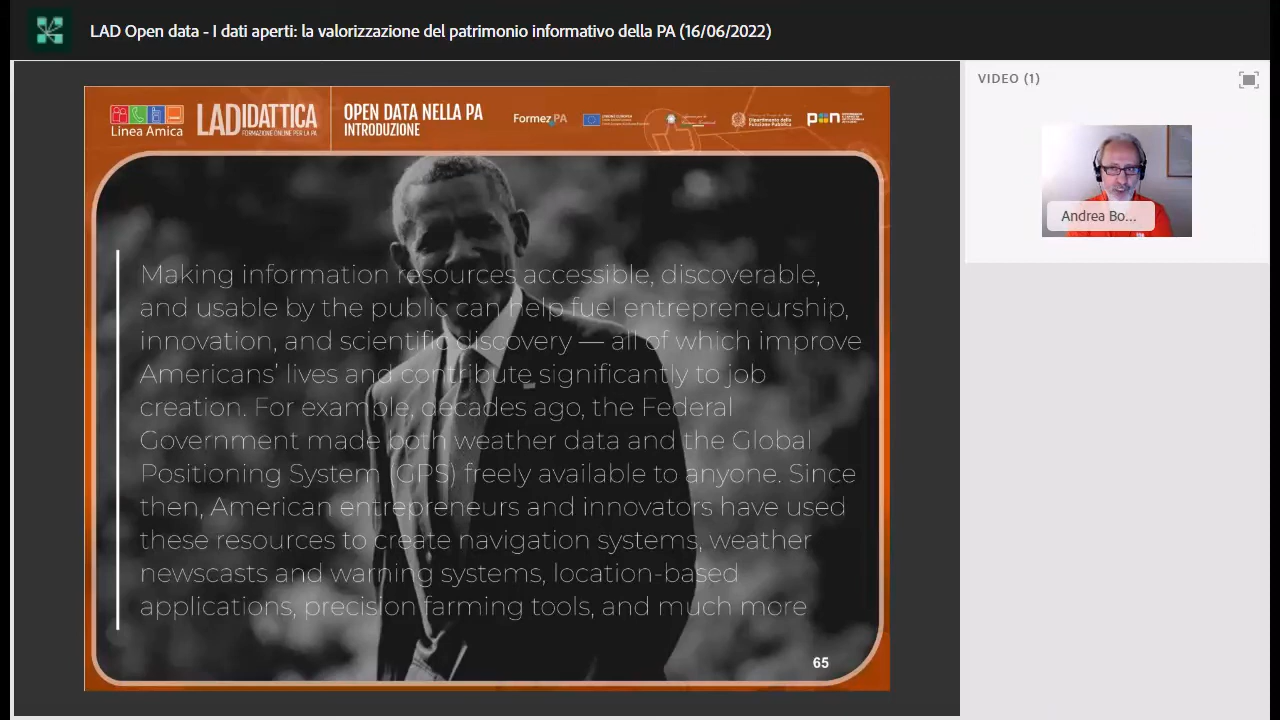 LAD Open data - I dati aperti: la valorizzazione del patrimonio informativo della PA (16/06/2022)
VIDEO (1)
Andrea Bo...
Linea Amica
LADIDATTICA
FORMAZIONE ONLINE PER LA PA
OPEN DATA NELLA PA
INTRODUZIONE
FormezPA
UNIONE EUROPEA
Dipartimento della
Funzione Pubblica
pon
Making information resources accessible, discoverable,
and usable by the public can help fuel entrepreneurship,
innovation, and scientific discovery — all of which improve
Americans’ lives and contribute significantly to job
creation. For example, decades ago, the Federal
Government made both weather data and the Global
Positioning System (GPS) freely available to anyone. Since
then, American entrepreneurs and innovators have used
these resources to create navigation systems, weather
newscasts and warning systems, location-based
applications, precision farming tools, and much more
65